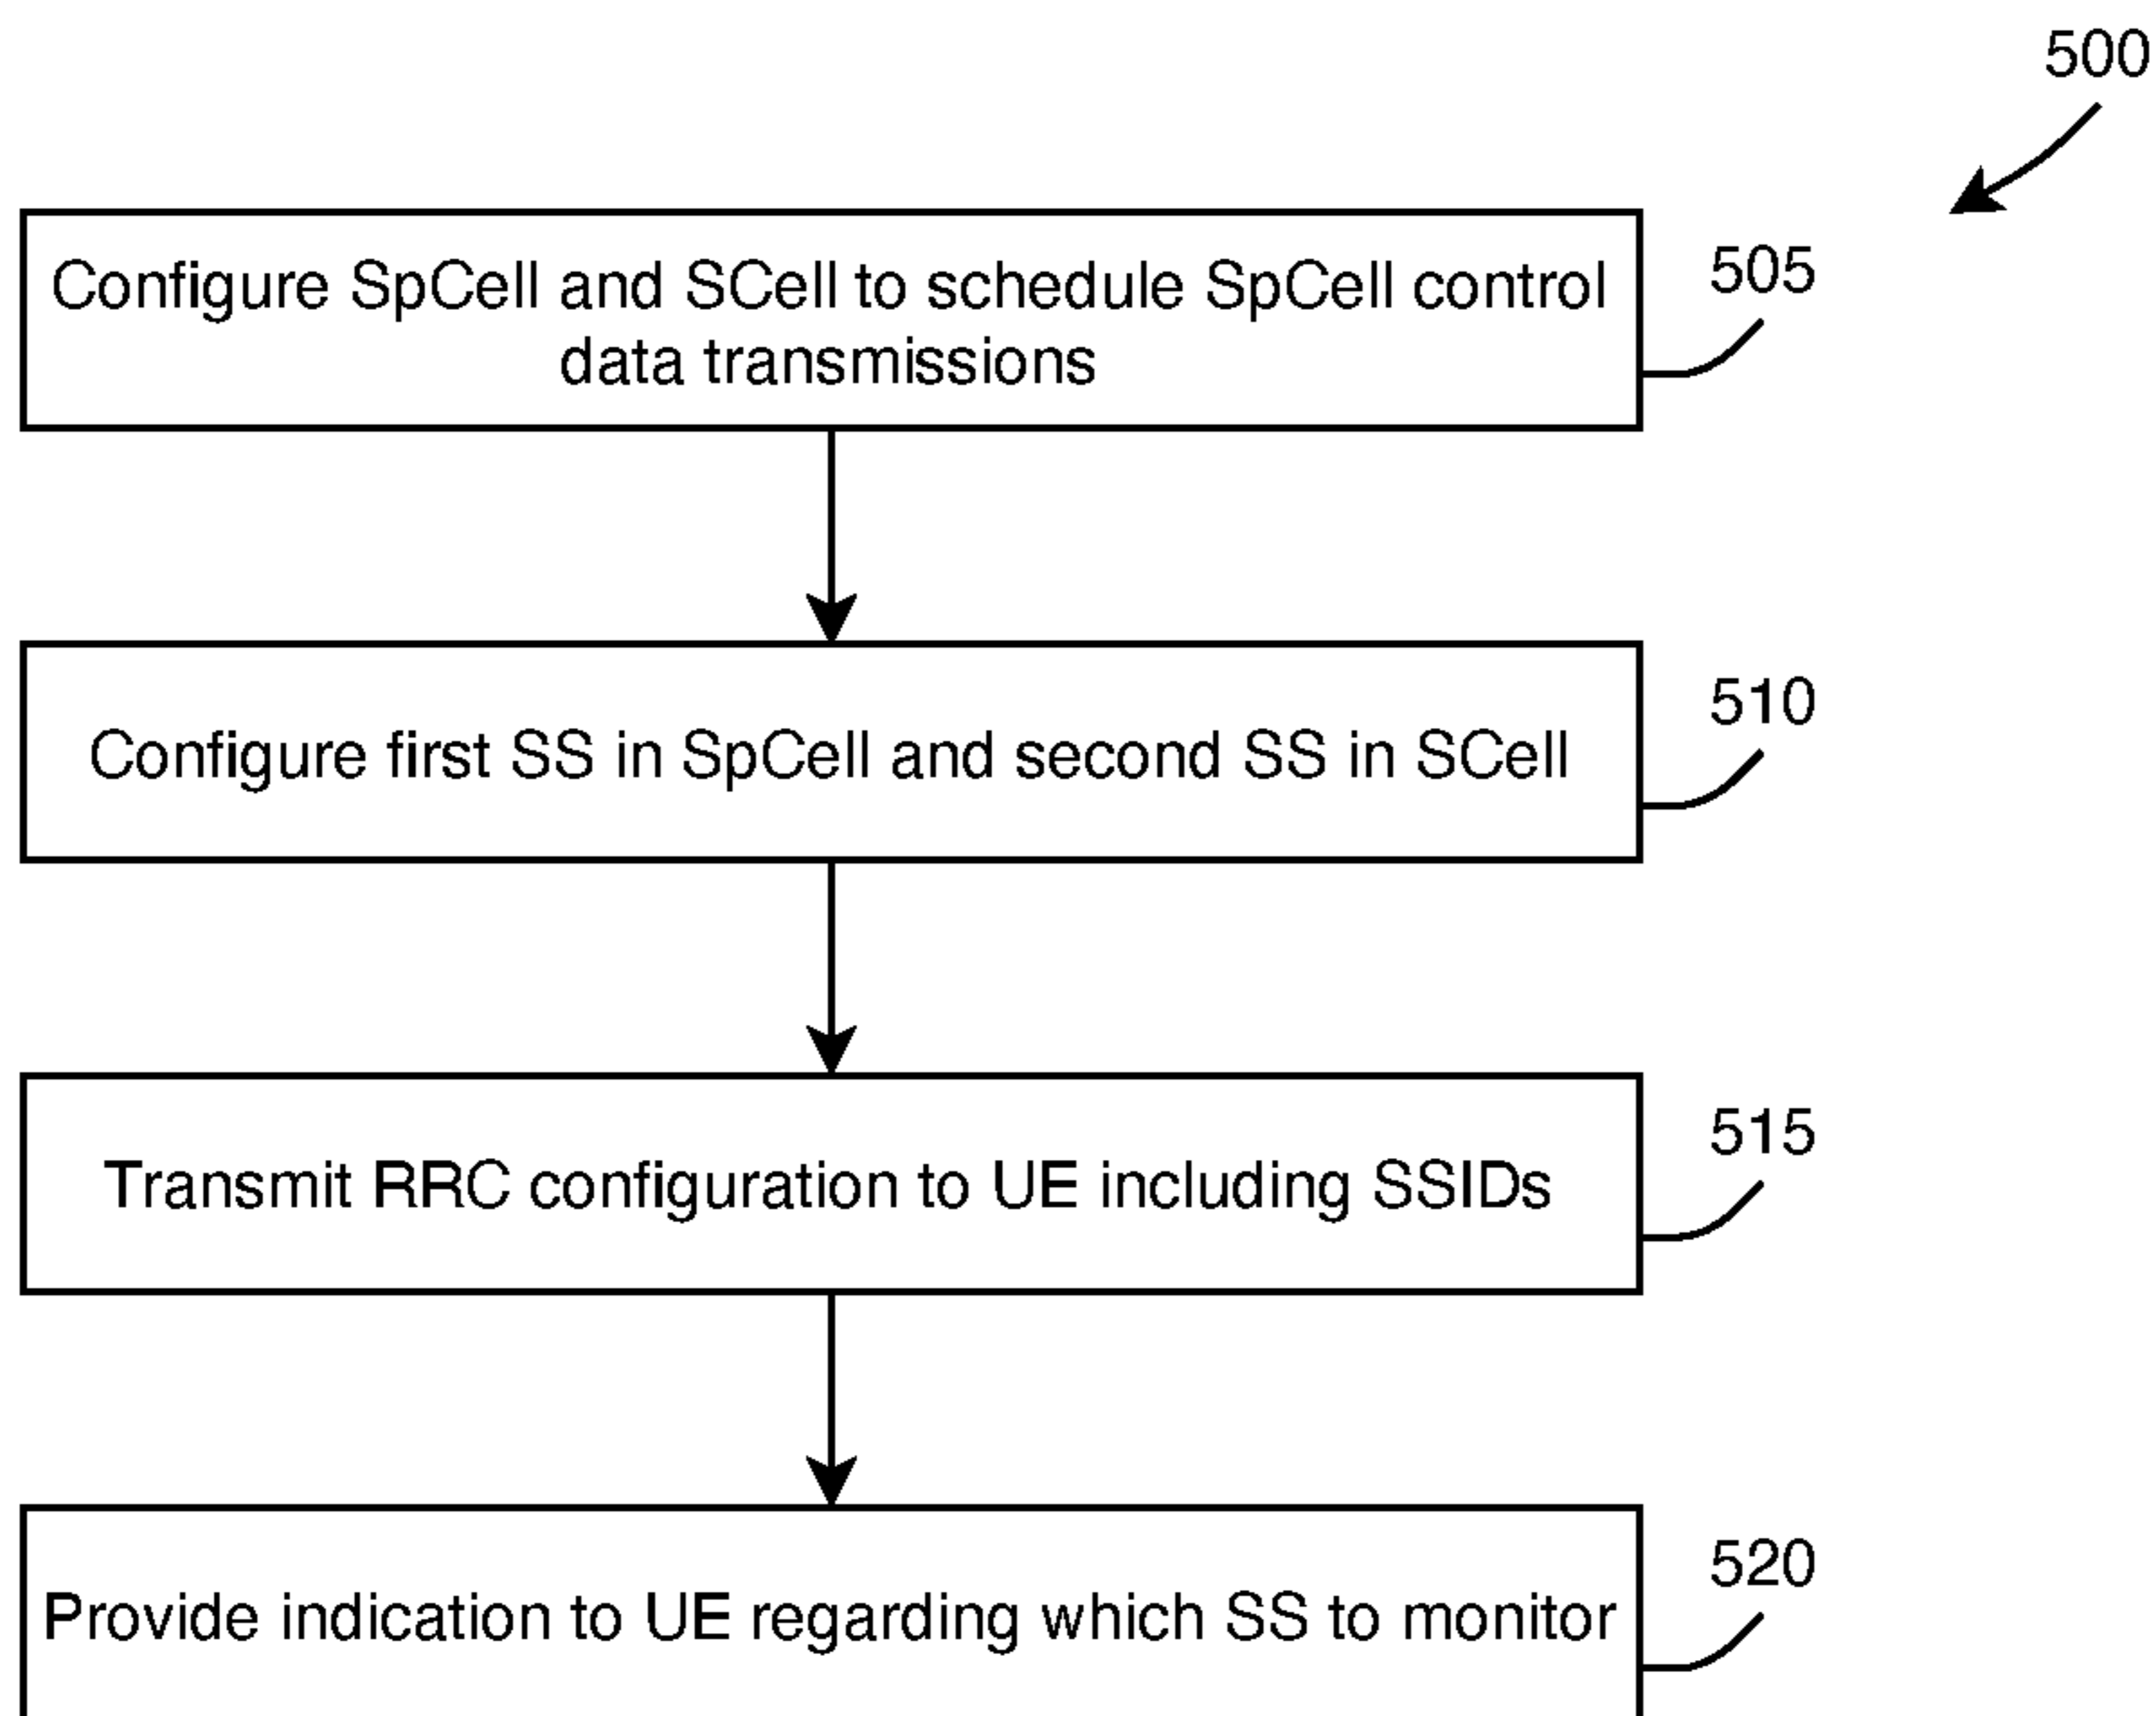 500
Configure SpCell and SCell to schedule SpCell control
data transmissions
505
Configure first SS in SpCell and second SS in SCell
510
Transmit RRC configuration to UE including SSIDs
515
Provide indication to UE regarding which SS to monitor
520